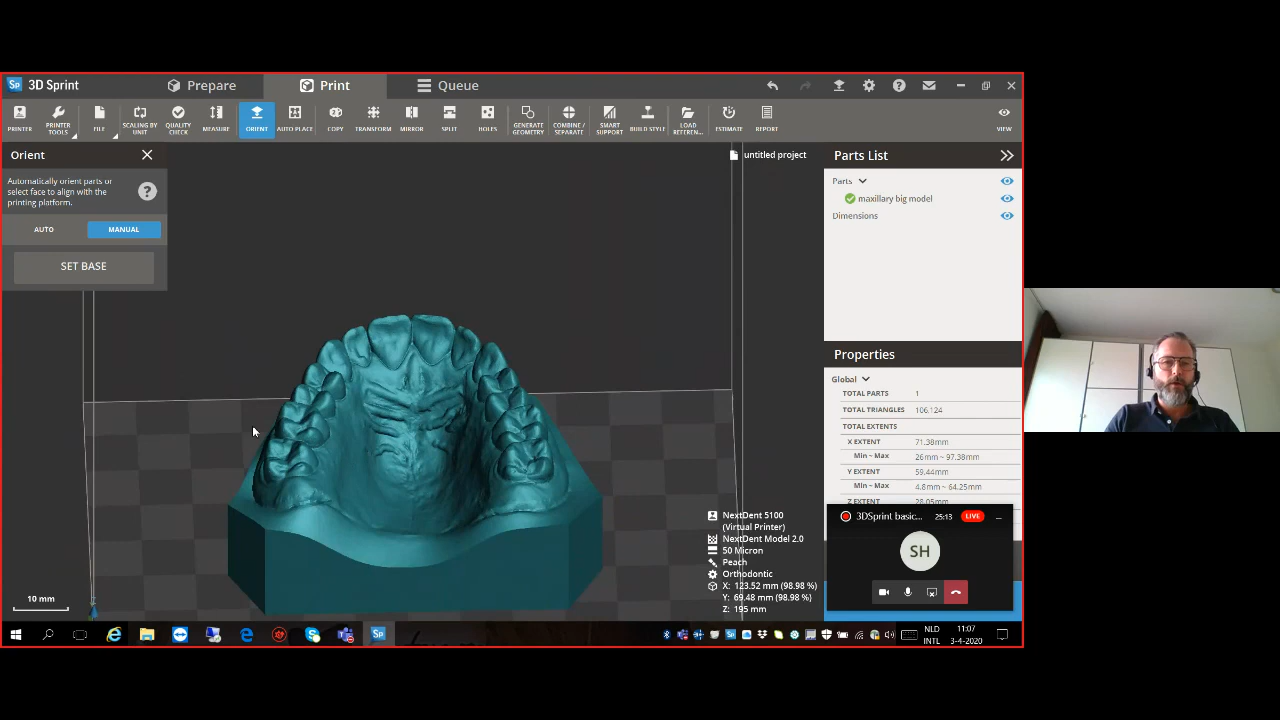 Sp 3D Sprint
Prepare
Print
Queue
PRINTER
PRINTER TOOLS
FILE
SCALING BY UNIT
QUALITY CHECK
MEASURE
ORIENT
AUTO PLACE
COPY
TRANSFORM
MIRROR
SPLIT
HOLES
GENERATE GEOMETRY
COMBINE / SEPARATE
SMART SUPPORT
BUILD STYLE
LOAD REFEREN...
ESTIMATE
REPORT
VIEW
Orient
Automatically orient parts or
select face to align with the
printing platform.
?
AUTO
MANUAL
SET BASE
untitled project
Parts List
Parts
maxillary big model
Dimensions
Properties
Global
TOTAL PARTS 1
TOTAL TRIANGLES 106.124
TOTAL EXTENTS
X EXTENT 71.38mm
Min ~ Max 26mm ~ 97.38mm
Y EXTENT 59.44mm
Min ~ Max 4.8mm ~ 64.25mm
Z EXTENT 28.05mm
3DSprint basic... 25:13 LIVE
SH
NextDent 5100
(Virtual Printer)
NextDent Model 2.0
50 Micron
Peach
Orthodontic
X: 123.52 mm (98.98 %)
Y: 69.48 mm (98.98 %)
Z: 195 mm
10 mm
Sp
NLD
INTL
11:07
3-4-2020